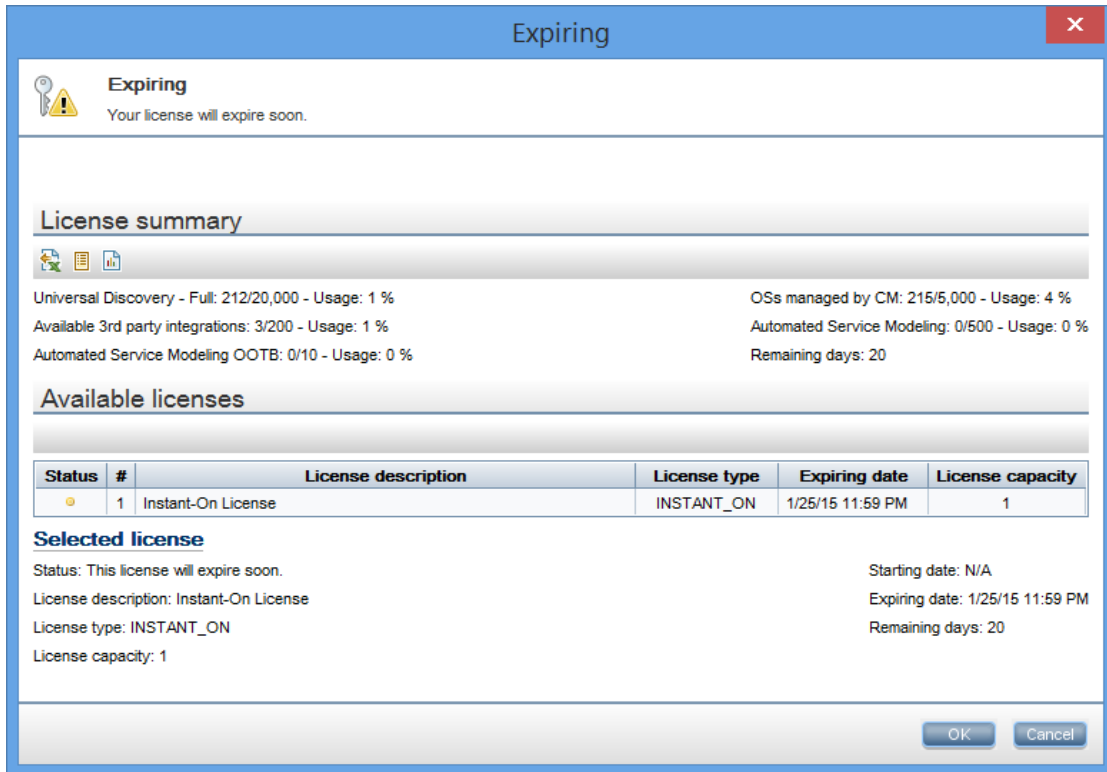 Expiring
Expiring
Your license will expire soon.
License summary
Universal Discovery - Full: 212/20,000 - Usage: 1 % OSs managed by CM: 215/5,000 - Usage: 4 %
Available 3rd party integrations: 3/200 - Usage: 1 % Automated Service Modeling: 0/500 - Usage: 0 %
Automated Service Modeling OOTB: 0/10 - Usage: 0 % Remaining days: 20
Available licenses
Status # License description License type Expiring date License capacity
1 Instant-On License INSTANT_ON 1/25/15 11:59 PM 1
Selected license
Status: This license will expire soon. Starting date: N/A
License description: Instant-On License Expiring date: 1/25/15 11:59 PM
License type: INSTANT_ON Remaining days: 20
License capacity: 1
OK Cancel